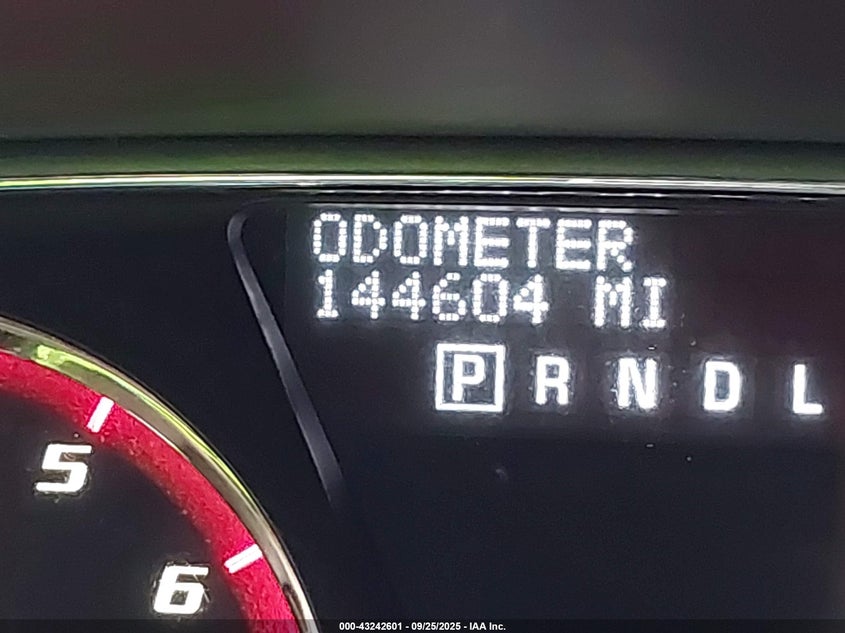 ODOMETER
144604 MI
P R N D L
5
6
000-43242601 - 09/25/2025 - IAA Inc.